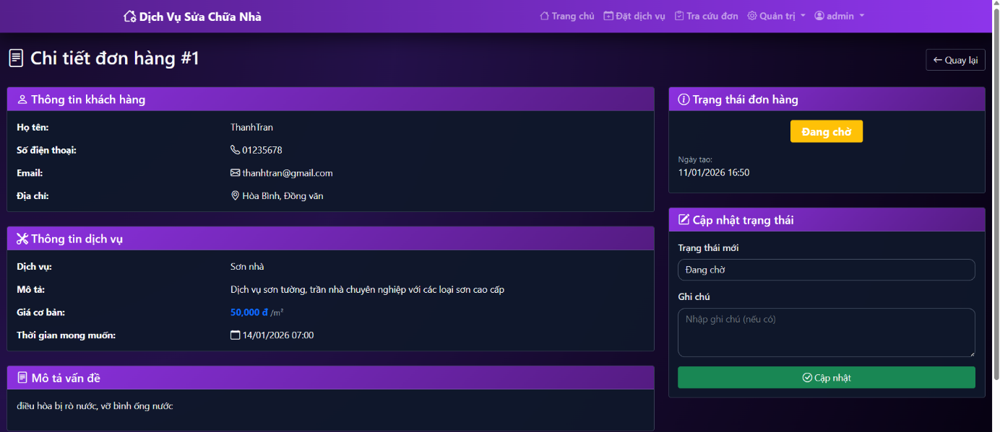 Dịch Vụ Sửa Chữa Nhà
Trang chủ
Đặt dịch vụ
Tra cứu đơn
Quản trị
admin
Chi tiết đơn hàng #1
Quay lại
Thông tin khách hàng
Họ tên: ThanhTran
Số điện thoại: 01235678
Email: thanhtran@gmail.com
Địa chỉ: Hòa Bình, Đồng văn
Thông tin dịch vụ
Dịch vụ: Sơn nhà
Mô tả: Dịch vụ sơn tường, trần nhà chuyên nghiệp với các loại sơn cao cấp
Giá cơ bản: 50,000 đ /m²
Thời gian mong muốn: 14/01/2026 07:00
Mô tả vấn đề
điều hòa bị rò nước, vỡ bình ống nước
Trạng thái đơn hàng
Đang chờ
Ngày tạo:
11/01/2026 16:50
Cập nhật trạng thái
Trạng thái mới
Đang chờ
Ghi chú
Nhập ghi chú (nếu có)
Cập nhật